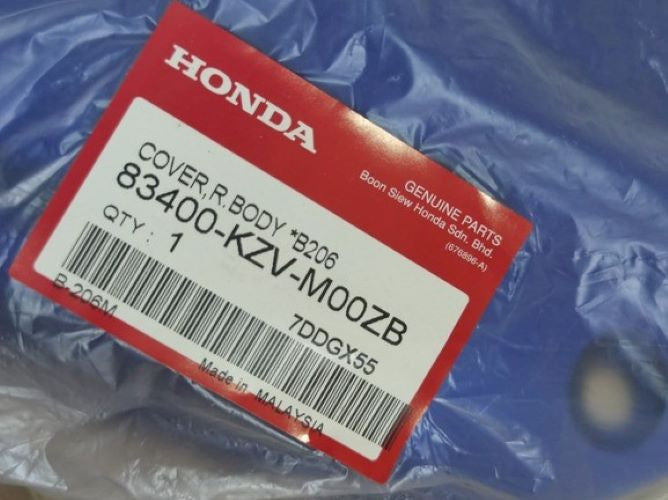 HONDA
GENUINE PARTS
Boon Siew Honda Sdn. Bhd.
(676896-A)
COVER,R.BODY *B206
83400-KZV-M00ZB
QTY : 1
7DDGX55
B-206M
Made in MALAYSIA